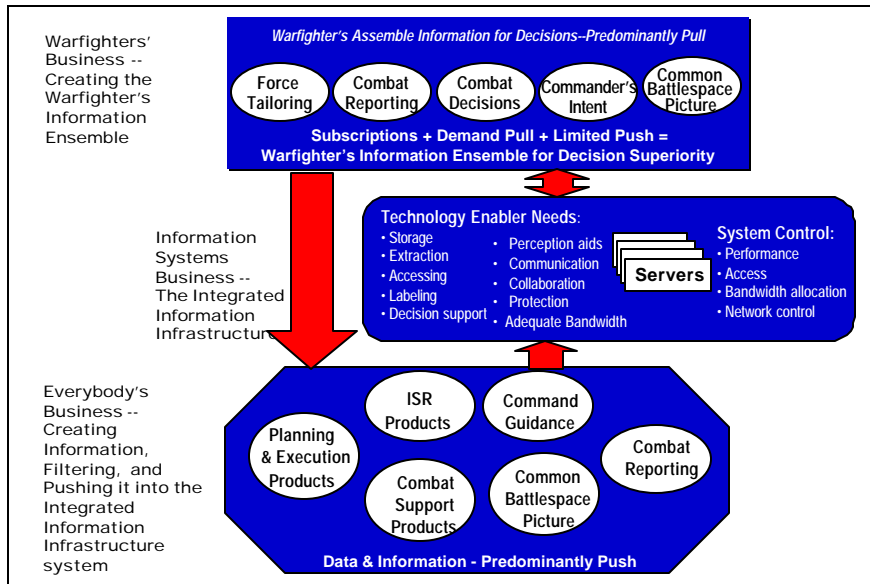 Warfighters'
Business --
Creating the
Warfighter's
Information
Ensemble
Warfighter's Assemble Information for Decisions--Predominantly Pull
Force
Tailoring
Combat
Reporting
Combat
Decisions
Commander's
Intent
Common
Battlespace
Picture
Subscriptions + Demand Pull + Limited Push =
Warfighter's Information Ensemble for Decision Superiority
Information
Systems
Business --
The Integrated
Information
Infrastructure
Technology Enabler Needs:
• Storage
• Extraction
• Accessing
• Labeling
• Decision support
• Perception aids
• Communication
• Collaboration
• Protection
• Adequate Bandwidth
Servers
System Control:
• Performance
• Access
• Bandwidth allocation
• Network control
Everybody's
Business --
Creating
Information,
Filtering, and
Pushing it into the
Integrated
Information
Infrastructure
system
ISR
Products
Command
Guidance
Planning
& Execution
Products
Combat
Reporting
Combat
Support
Products
Common
Battlespace
Picture
Data & Information - Predominantly Push